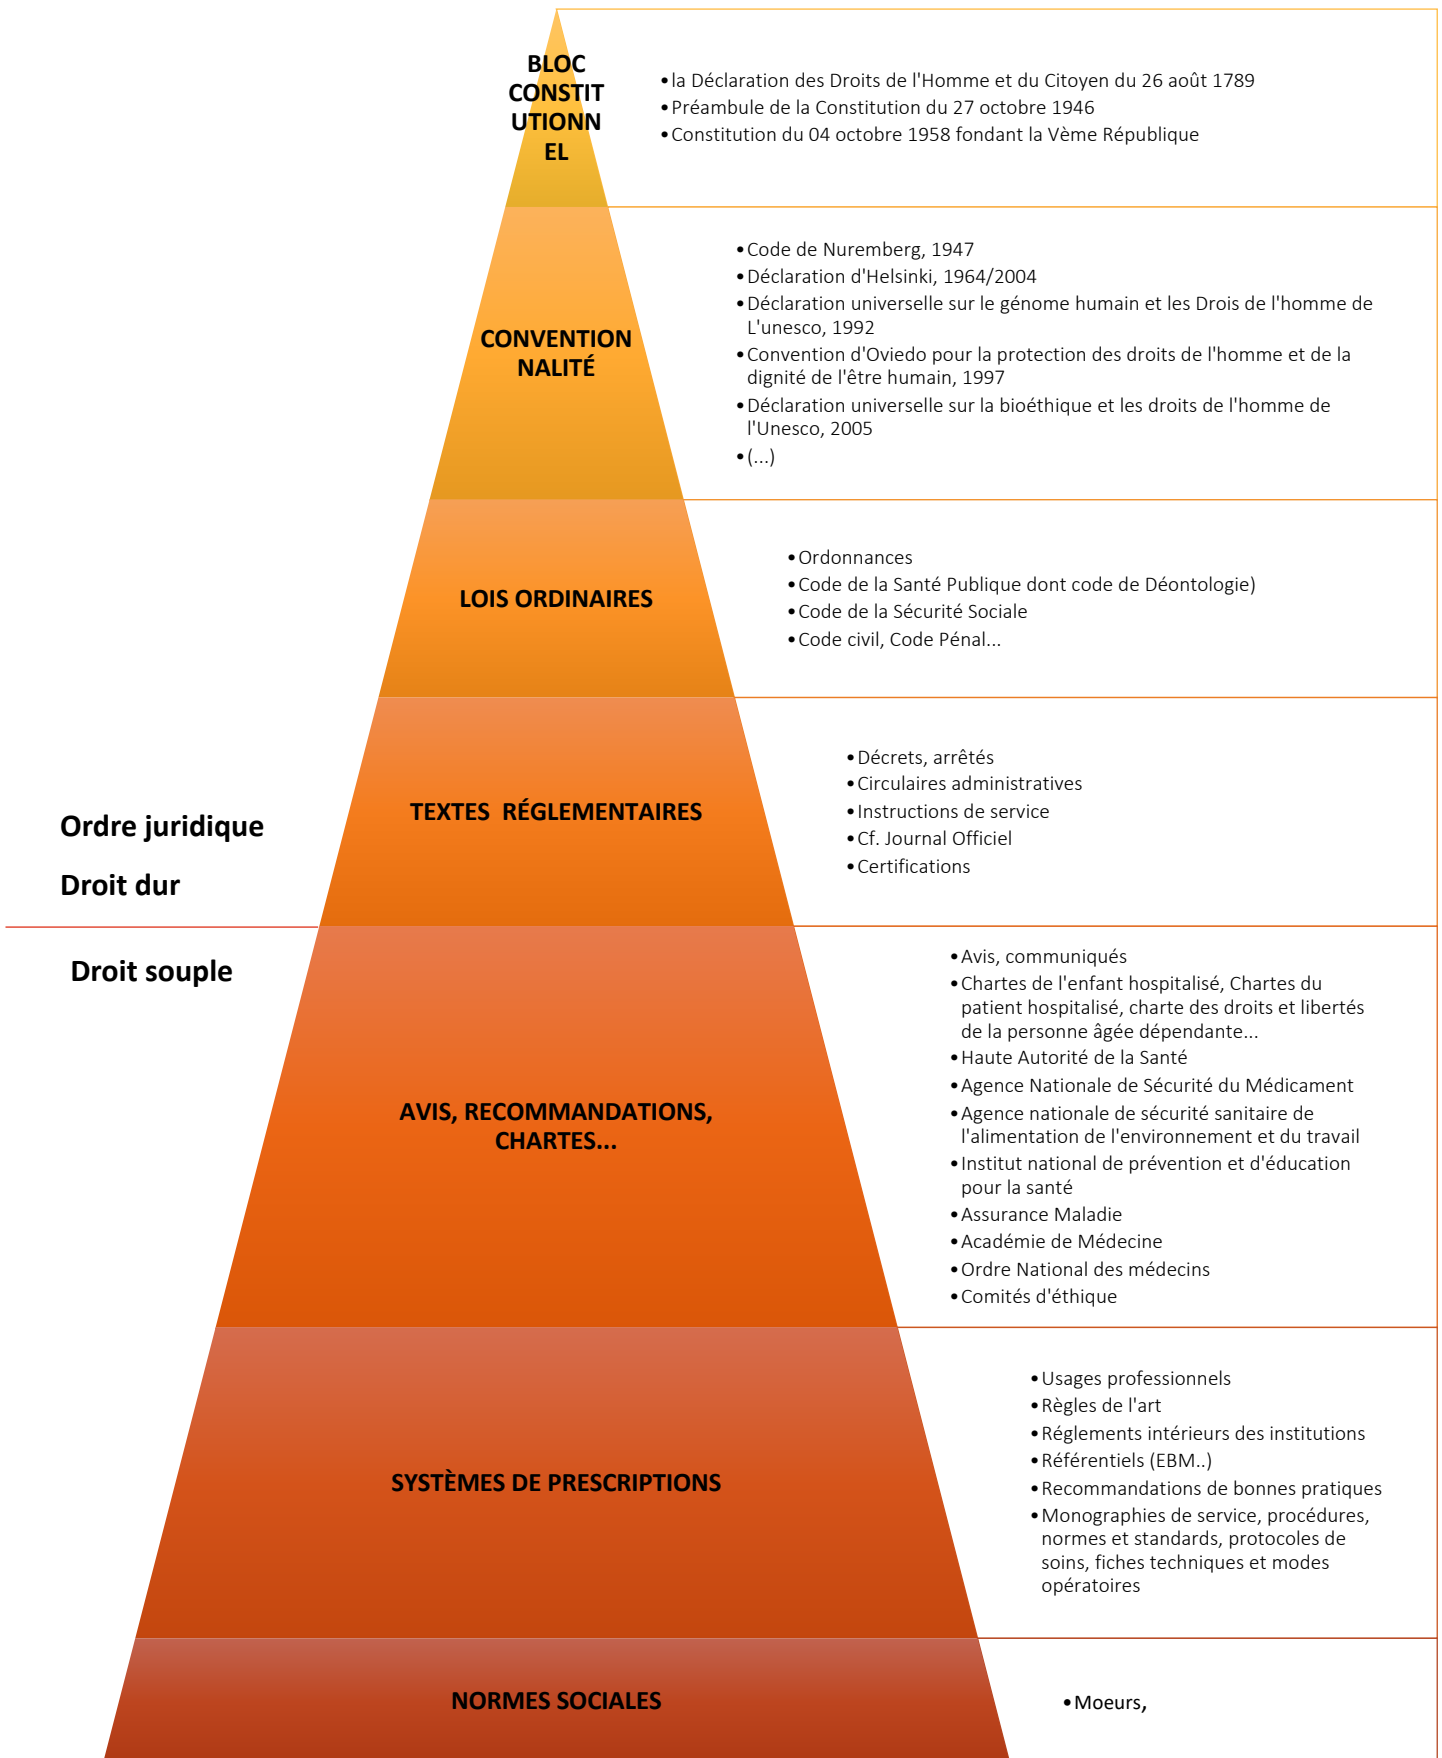 BLOC
CONSTIT
UTIONN
EL
•la Déclaration des Droits de l'Homme et du Citoyen du 26 août 1789
•Préambule de la Constitution du 27 octobre 1946
•Constitution du 04 octobre 1958 fondant la Vème République
CONVENTION
NALITÉ
•Code de Nuremberg, 1947
•Déclaration d'Helsinki, 1964/2004
•Déclaration universelle sur le génome humain et les Drois de l'homme de
L'unesco, 1992
•Convention d'Oviedo pour la protection des droits de l'homme et de la
dignité de l'être humain, 1997
•Déclaration universelle sur la bioéthique et les droits de l'homme de
l'Unesco, 2005
•(...)
LOIS ORDINAIRES
•Ordonnances
•Code de la Santé Publique dont code de Déontologie)
•Code de la Sécurité Sociale
•Code civil, Code Pénal...
Ordre juridique
Droit dur
TEXTES RÉGLEMENTAIRES
•Décrets, arrêtés
•Circulaires administratives
•Instructions de service
•Cf. Journal Officiel
•Certifications
Droit souple
AVIS, RECOMMANDATIONS,
CHARTES...
•Avis, communiqués
•Chartes de l'enfant hospitalisé, Chartes du
patient hospitalisé, charte des droits et libertés
de la personne âgée dépendante...
•Haute Autorité de la Santé
•Agence Nationale de Sécurité du Médicament
•Agence nationale de sécurité sanitaire de
l'alimentation de l'environnement et du travail
•Institut national de prévention et d'éducation
pour la santé
•Assurance Maladie
•Académie de Médecine
•Ordre National des médecins
•Comités d'éthique
SYSTÈMES DE PRESCRIPTIONS
•Usages professionnels
•Règles de l'art
•Réglements intérieurs des institutions
•Référentiels (EBM..)
•Recommandations de bonnes pratiques
•Monographies de service, procédures,
normes et standards, protocoles de
soins, fiches techniques et modes
opératoires
NORMES SOCIALES
•Moeurs,